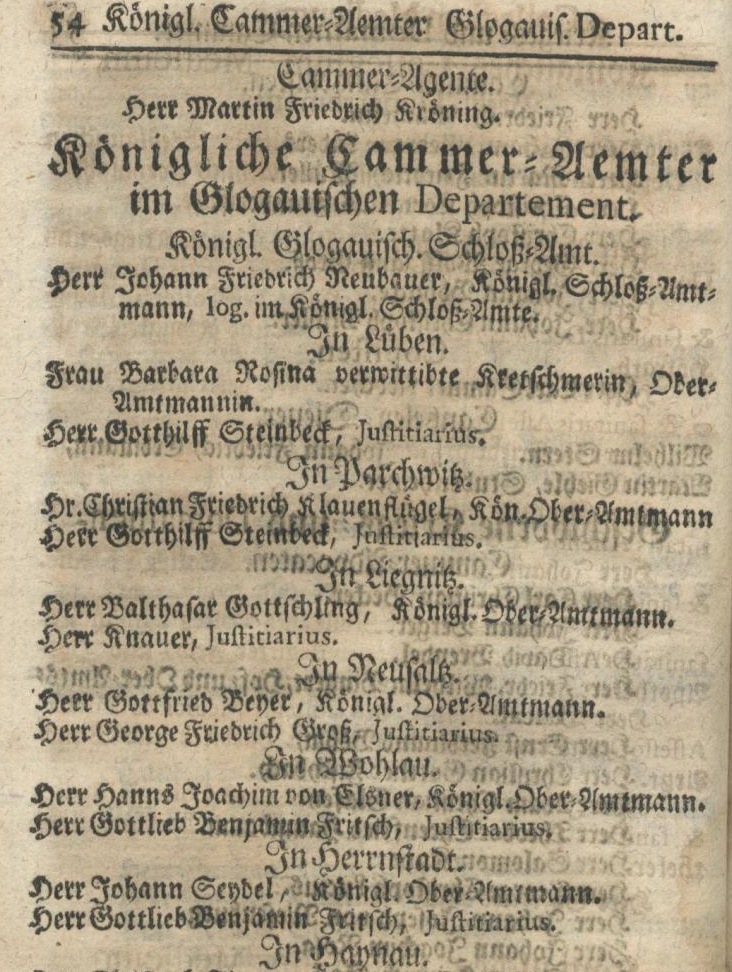 54 Königl. Cammer-Aemter Glogauis. Depart.
Cammer-Agente.
Herr Martin Friedrich Kröning.
Königliche Cammer-Aemter
im Glogauischen Departement.
Königl. Glogauisch. Schloß-Amt.
Herr Johann Friedrich Neubauer, Königl. Schloß-Amt-
mann, log. im Königl. Schloß-Amte.
In Lüben.
Frau Barbara Rosina verwittibte Kretschmerin, Ober-
Amtmannin.
Herr Gotthilff Steinbeck, Justitiarius.
In Parchwitz.
Hr. Christian Friedrich Klauenflügel, Kön. Ober-Amtmann
Herr Gotthilff Steinbeck, Justitiarius.
In Liegnitz.
Herr Balthasar Gottschling, Königl. Ober-Amtmann.
Herr Knauer, Justitiarius.
In Neusaltz.
Herr Gottfried Beyer, Königl. Ober-Amtmann.
Herr George Friedrich Groß, Justitiarius.
In Wohlau.
Herr Hanns Joachim von Elsner, Königl. Ober-Amtmann.
Herr Gottlieb Benjamin Fritsch, Justitiarius.
In Herrnstadt.
Herr Johann Seydel, Königl. Ober-Amtmann.
Herr Gottlieb Benjamin Fritsch, Justitiarius.
In Haynau.